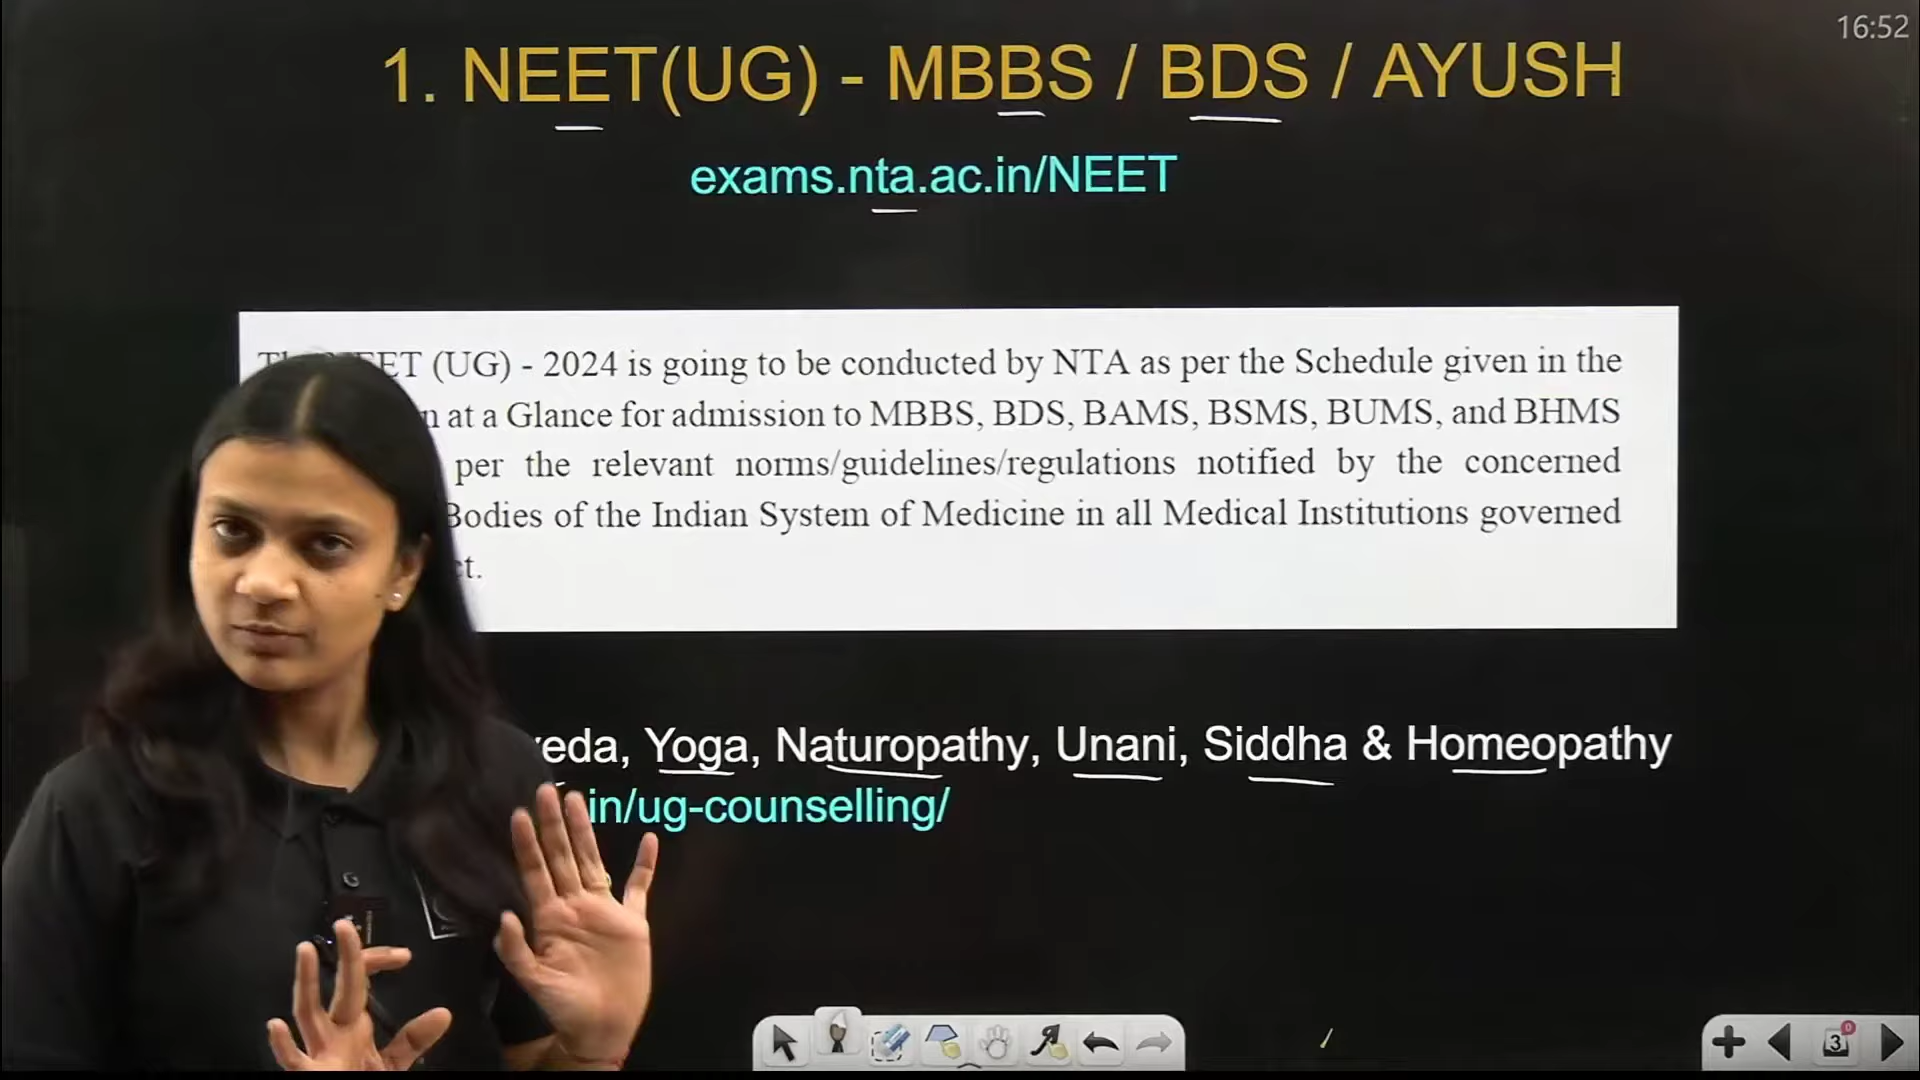 16:52
1. NEET(UG) - MBBS / BDS / AYUSH
exams.nta.ac.in/NEET
(UG) - 2024 is going to be conducted by NTA as per the Schedule given in the
at a Glance for admission to MBBS, BDS, BAMS, BSMS, BUMS, and BHMS
per the relevant norms/guidelines/regulations notified by the concerned
Bodies of the Indian System of Medicine in all Medical Institutions governed
Yoga, Naturopathy, Unani, Siddha & Homeopathy
in/ug-counselling/
3
0